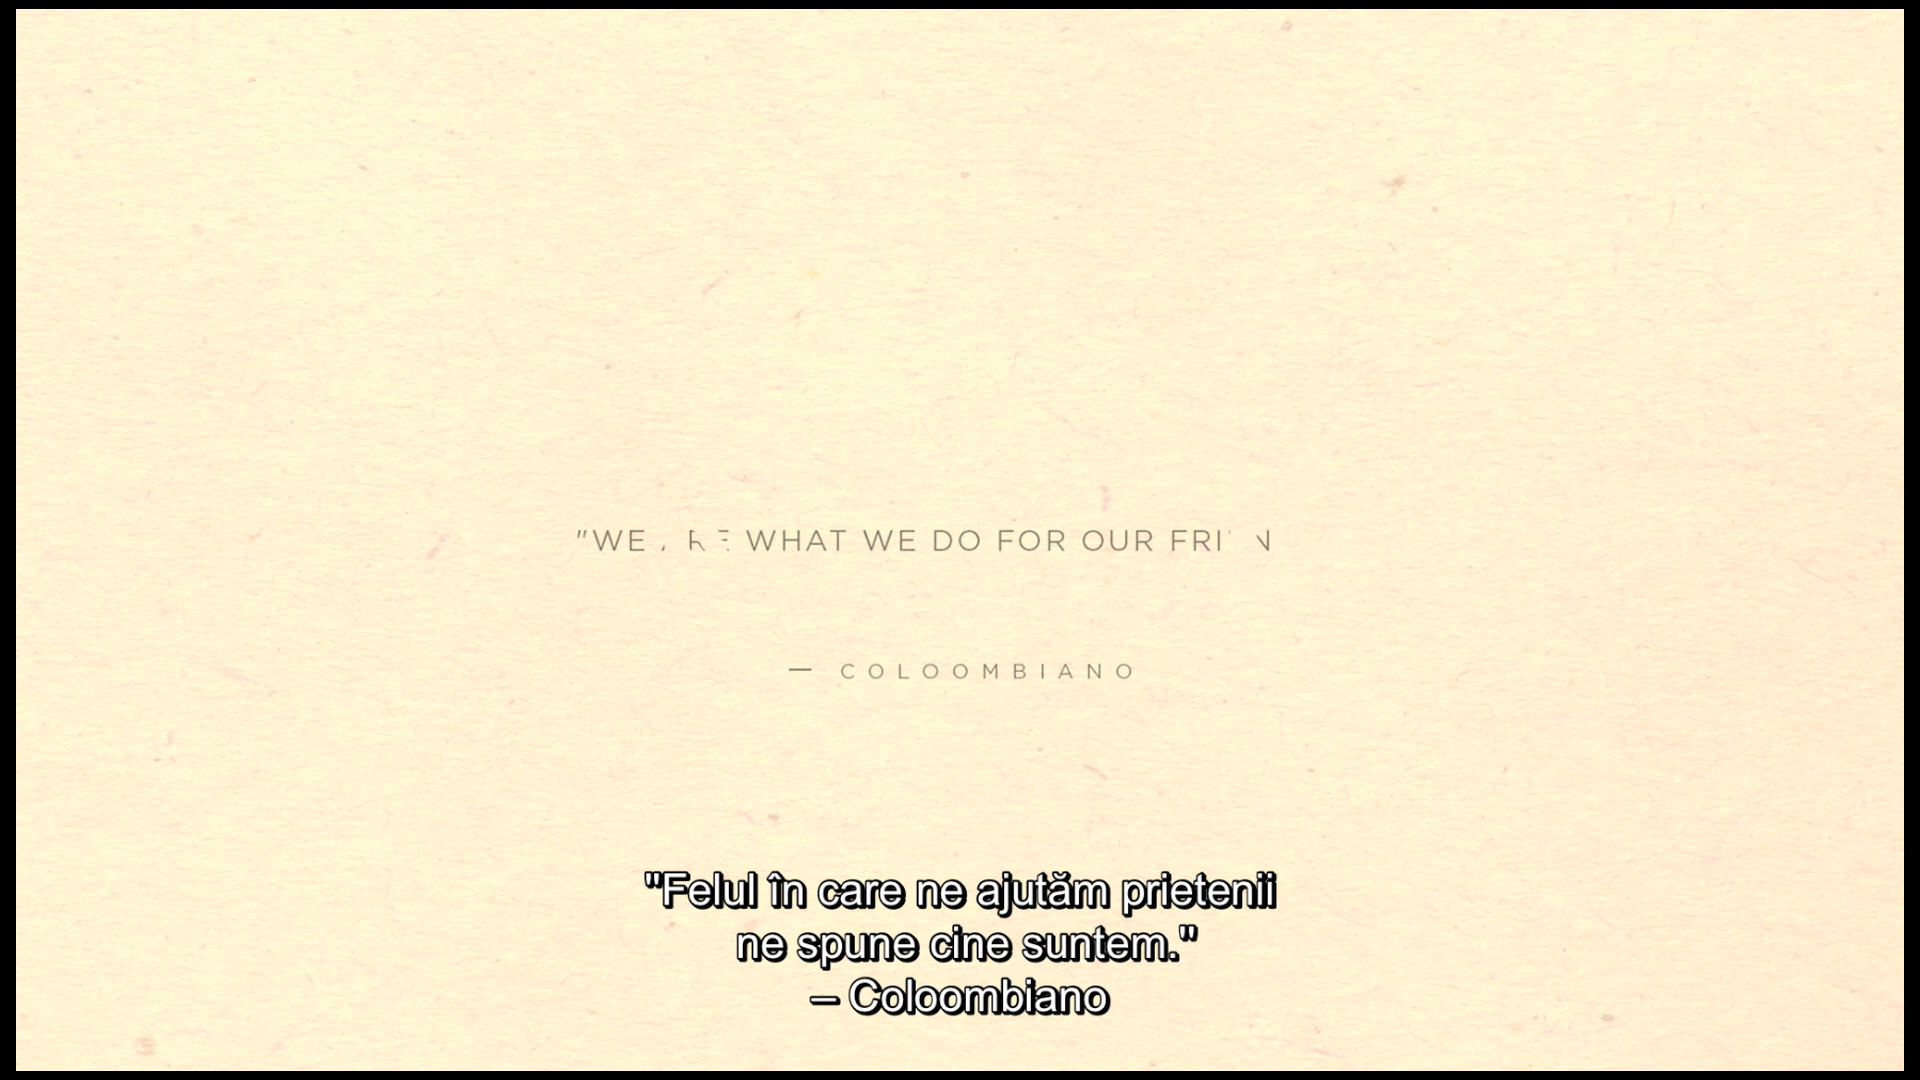 "WE WHAT WE DO FOR OUR
— COLOOMBIANO
"Felul în care ne ajutăm prietenii
ne spune cine suntem."
– Coloombiano